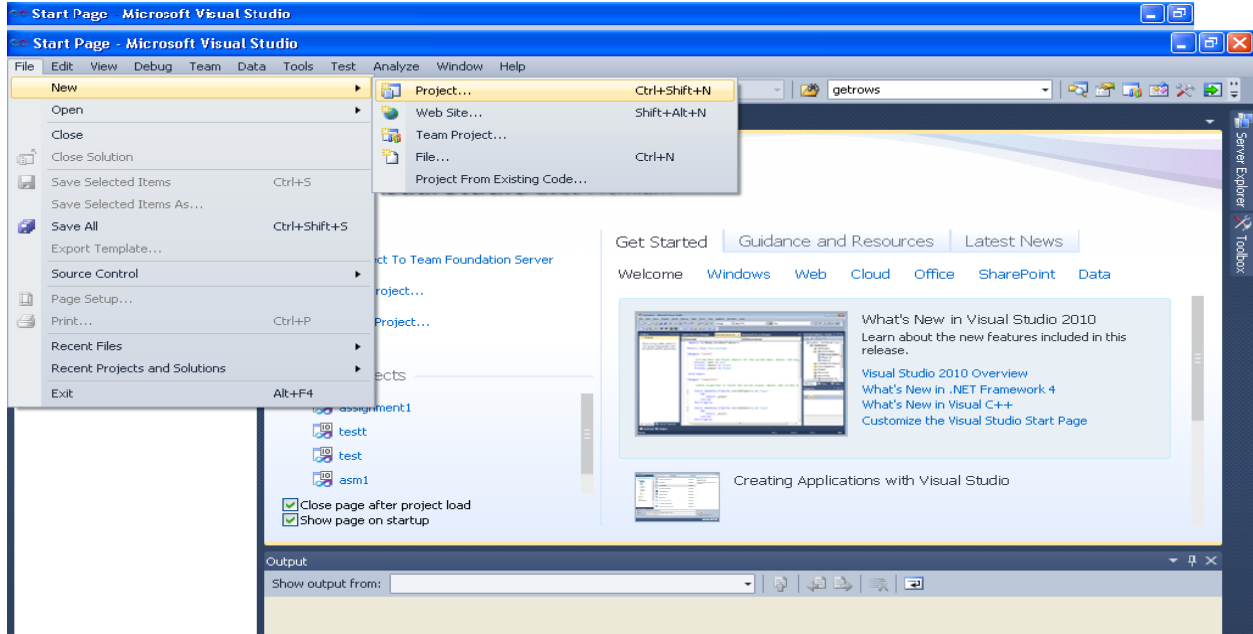 Start Page - Microsoft Visual Studio
Start Page - Microsoft Visual Studio
File Edit View Debug Team Data Tools Test Analyze Window Help
New
Open
Close
Close Solution
Save Selected Items Ctrl+S
Save Selected Items As...
Save All Ctrl+Shift+S
Export Template...
Source Control
Page Setup...
Print... Ctrl+P
Recent Files
Recent Projects and Solutions
Exit Alt+F4
Project... Ctrl+Shift+N
Web Site... Shift+Alt+N
Team Project...
File... Ctrl+N
Project From Existing Code...
getrows
Server Explorer
Toolbox
ct To Team Foundation Server
roject...
Project...
ects
assignment1
testt
test
asm1
Close page after project load
Show page on startup
Get Started Guidance and Resources Latest News
Welcome Windows Web Cloud Office SharePoint Data
What's New in Visual Studio 2010
Learn about the new features included in this
release.
Visual Studio 2010 Overview
What's New in .NET Framework 4
What's New in Visual C++
Customize the Visual Studio Start Page
Creating Applications with Visual Studio
Output
Show output from: